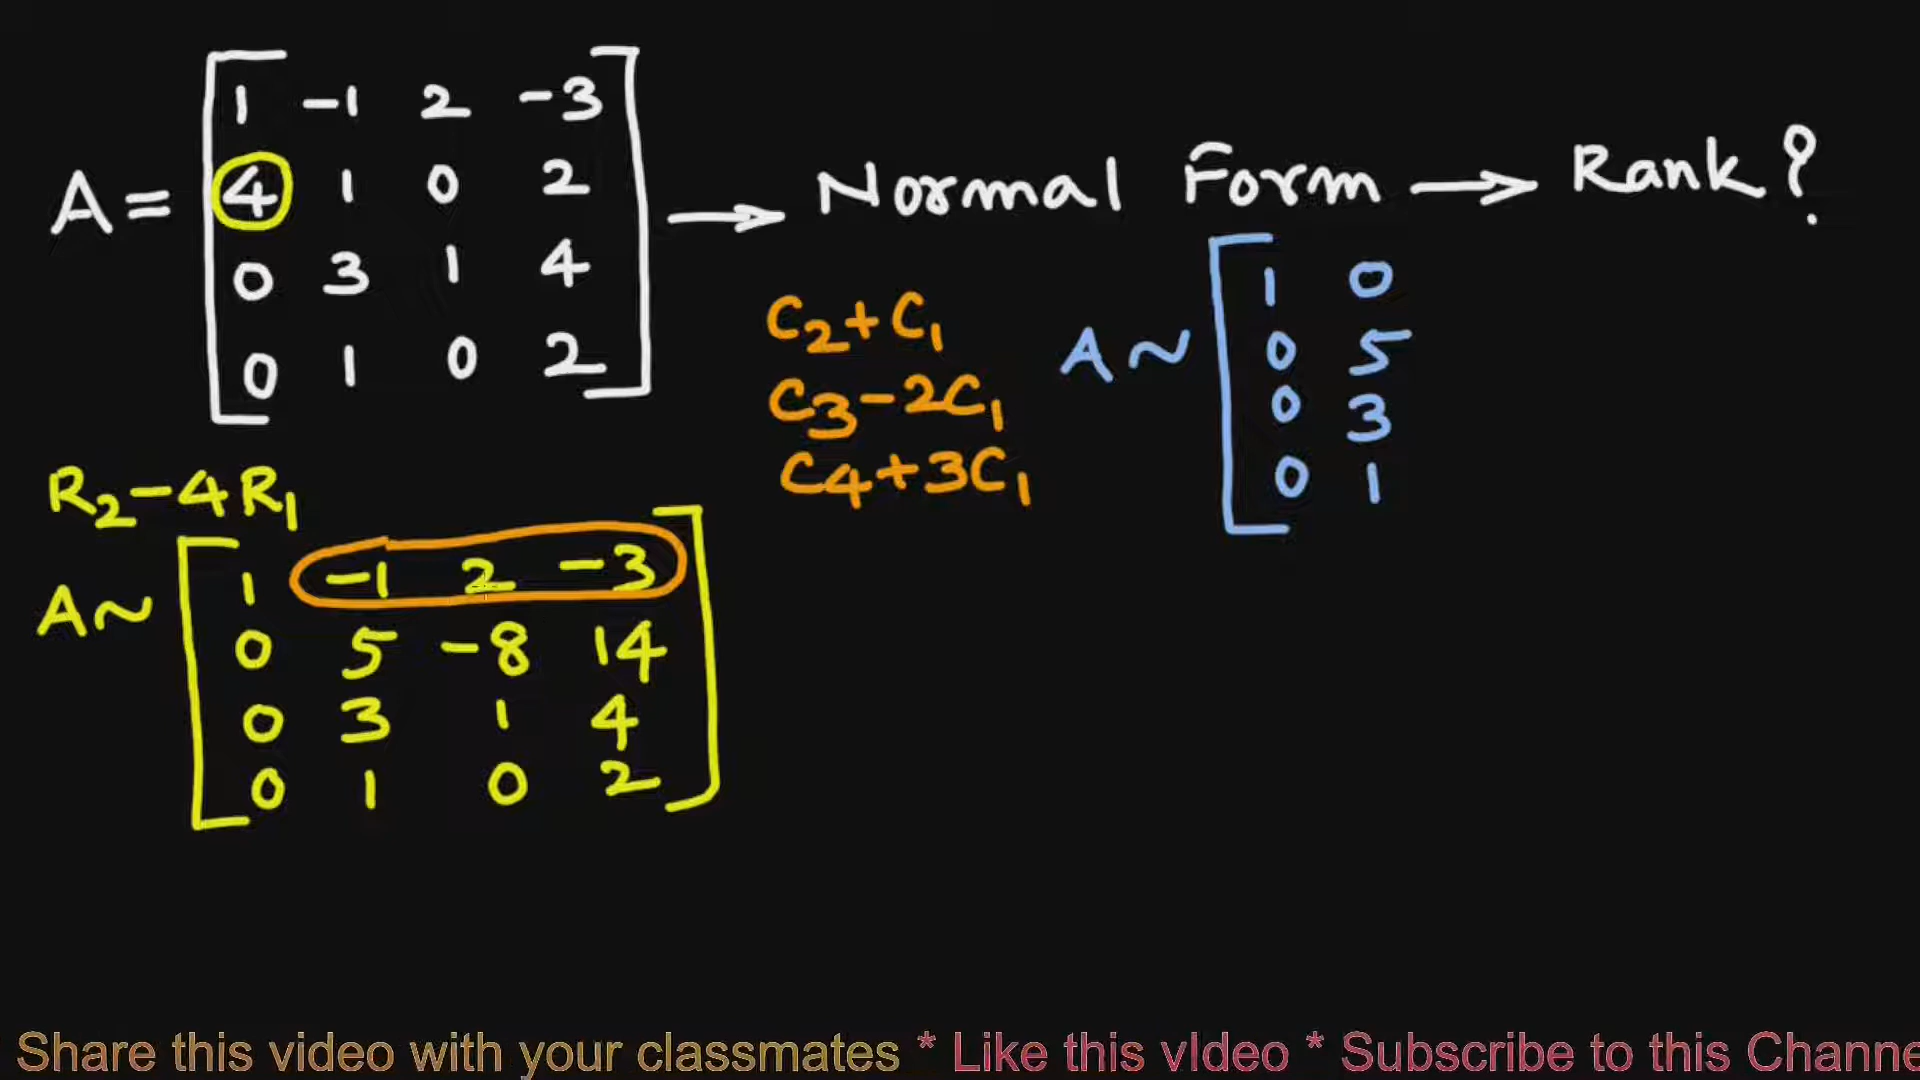 A = [ 1 -1 2 -3
4 1 0 2
0 3 1 4
0 1 0 2 ] → Normal Form → Rank ?
R₂-4R₁
A~ [ 1 -1 2 -3
0 5 -8 14
0 3 1 4
0 1 0 2 ]
C₂+C₁
C₃-2C₁
C₄+3C₁
A~ [ 1 0
0 5
0 3
0 1
Share this video with your classmates * Like this vIdeo * Subscribe to this Channe